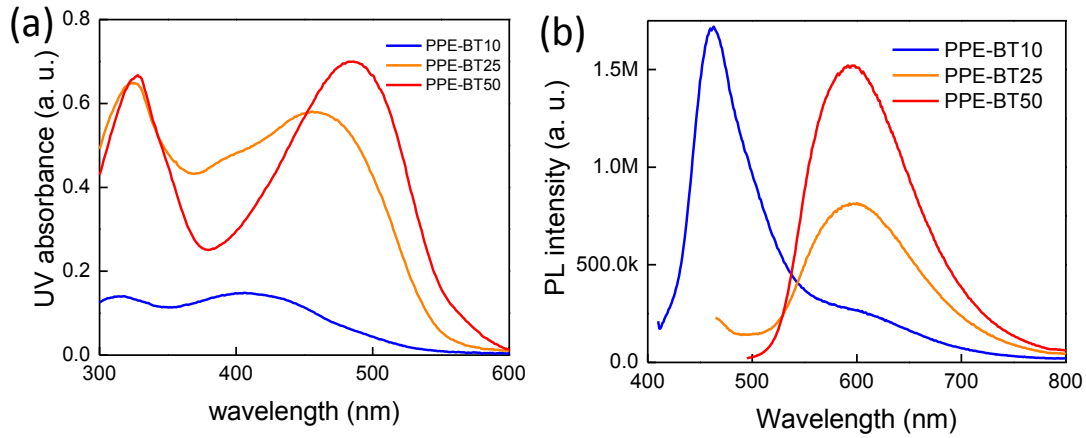 (a)
PPE-BT10
PPE-BT25
PPE-BT50
UV absorbance (a. u.)
0.8
0.6
0.4
0.2
0.0
300 400 500 600
wavelength (nm)
(b)
PPE-BT10
PPE-BT25
PPE-BT50
PL intensity (a. u.)
1.5M
1.0M
500.0k
0.0
400 500 600 700 800
Wavelength (nm)